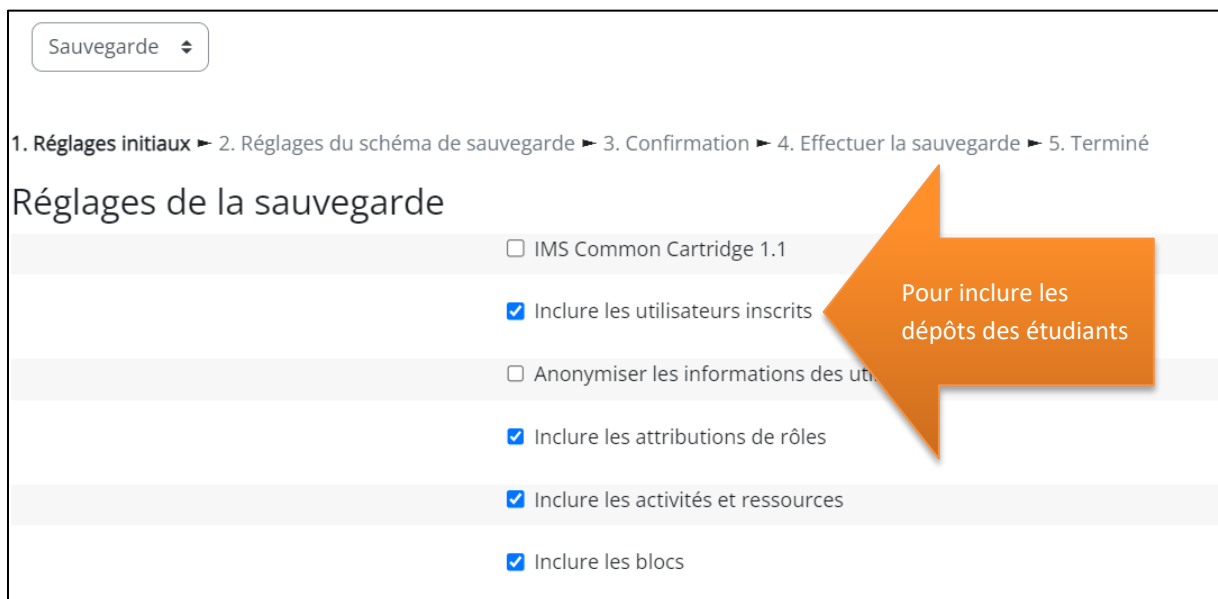 Sauvegarde
1. Réglages initiaux ► 2. Réglages du schéma de sauvegarde ► 3. Confirmation ► 4. Effectuer la sauvegarde ► 5. Terminé
Réglages de la sauvegarde
IMS Common Cartridge 1.1
Inclure les utilisateurs inscrits
Pour inclure les
dépôts des étudiants
Anonymiser les informations des
Inclure les attributions de rôles
Inclure les activités et ressources
Inclure les blocs